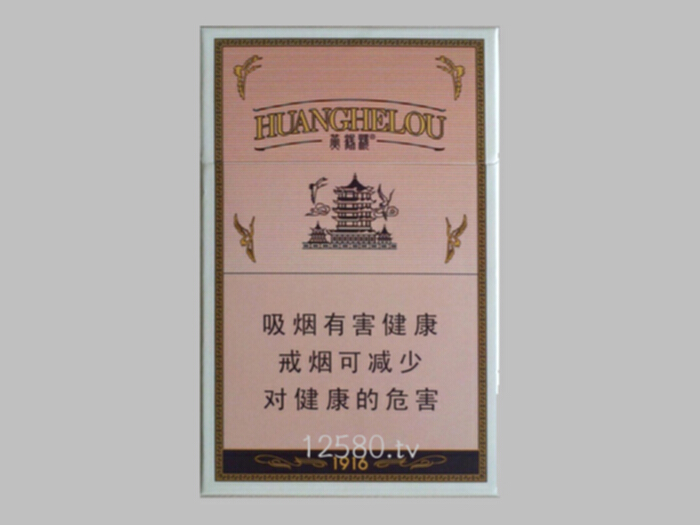 HUANGHELOU
黄鹤楼®
吸烟有害健康
戒烟可减少
对健康的危害
12580.tv
1916